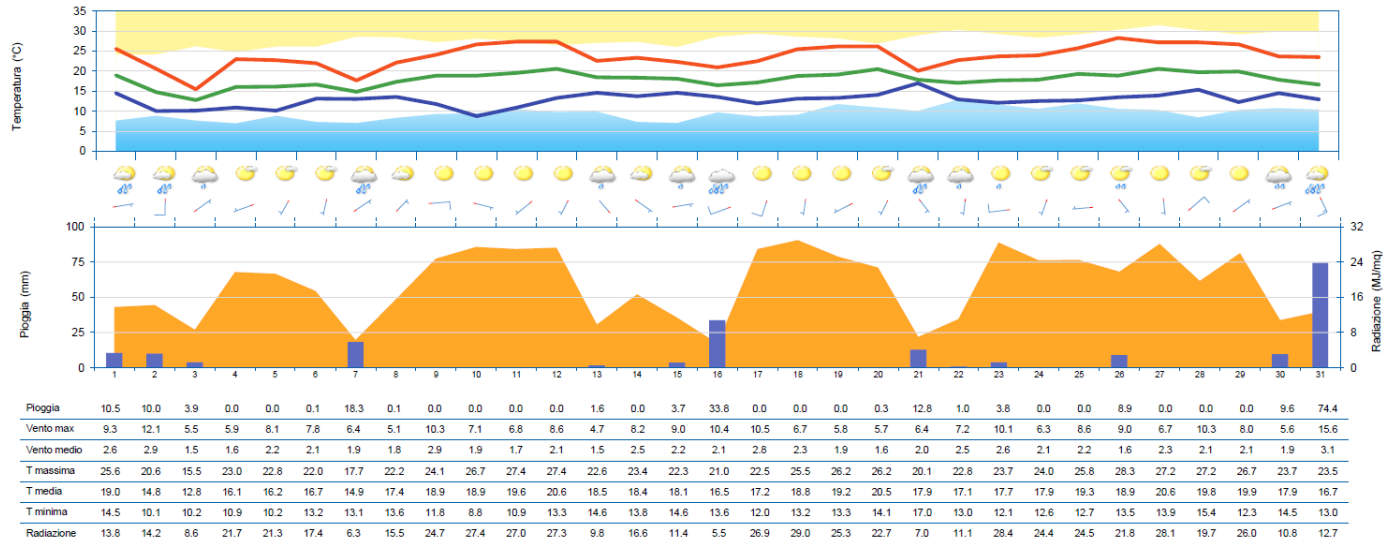 Temperatura (°C)
35
30
25
20
15
10
5
0
Pioggia (mm)
100
75
50
25
0
Radiazione (MJ/mq)
32
24
16
8
0
1 2 3 4 5 6 7 8 9 10 11 12 13 14 15 16 17 18 19 20 21 22 23 24 25 26 27 28 29 30 31
Pioggia 10.5 10.0 3.9 0.0 0.0 0.1 18.3 0.1 0.0 0.0 0.0 0.0 1.6 0.0 3.7 33.8 0.0 0.0 0.0 0.3 12.8 1.0 3.8 0.0 0.0 8.9 0.0 0.0 0.0 9.6 74.4
Vento max 9.3 12.1 5.5 5.9 8.1 7.8 6.4 5.1 10.3 7.1 6.8 8.6 4.7 8.2 9.0 10.4 10.5 6.7 5.8 5.7 6.4 7.2 10.1 6.3 8.6 9.0 6.7 10.3 8.0 5.6 15.6
Vento medio 2.6 2.9 1.5 1.6 2.2 2.1 1.9 1.8 2.9 1.9 1.7 2.1 1.5 2.5 2.2 2.1 2.8 2.3 1.9 1.6 2.0 2.5 2.6 2.1 2.2 1.6 2.3 2.1 2.1 1.9 3.1
T massima 25.6 20.6 15.5 23.0 22.8 22.0 17.7 22.2 24.1 26.7 27.4 27.4 22.6 23.4 22.3 21.0 22.5 25.5 26.2 26.2 20.1 22.8 23.7 24.0 25.8 28.3 27.2 27.2 26.7 23.7 23.5
T media 19.0 14.8 12.8 16.1 16.2 16.7 14.9 17.4 18.9 18.9 19.6 20.6 18.5 18.4 18.1 16.5 17.2 18.8 19.2 20.5 17.9 17.1 17.7 17.9 19.3 18.9 20.6 19.8 19.9 17.9 16.7
T minima 14.5 10.1 10.2 10.9 10.2 13.2 13.1 13.6 11.8 8.8 10.9 13.3 14.6 13.8 14.6 13.6 12.0 13.2 13.3 14.1 17.0 13.0 12.1 12.6 12.7 13.5 13.9 15.4 12.3 14.5 13.0
Radiazione 13.8 14.2 8.6 21.7 21.3 17.4 6.3 15.5 24.7 27.4 27.0 27.3 9.8 16.6 11.4 5.5 26.9 29.0 25.3 22.7 7.0 11.1 28.4 24.4 24.5 21.8 28.1 19.7 26.0 10.8 12.7